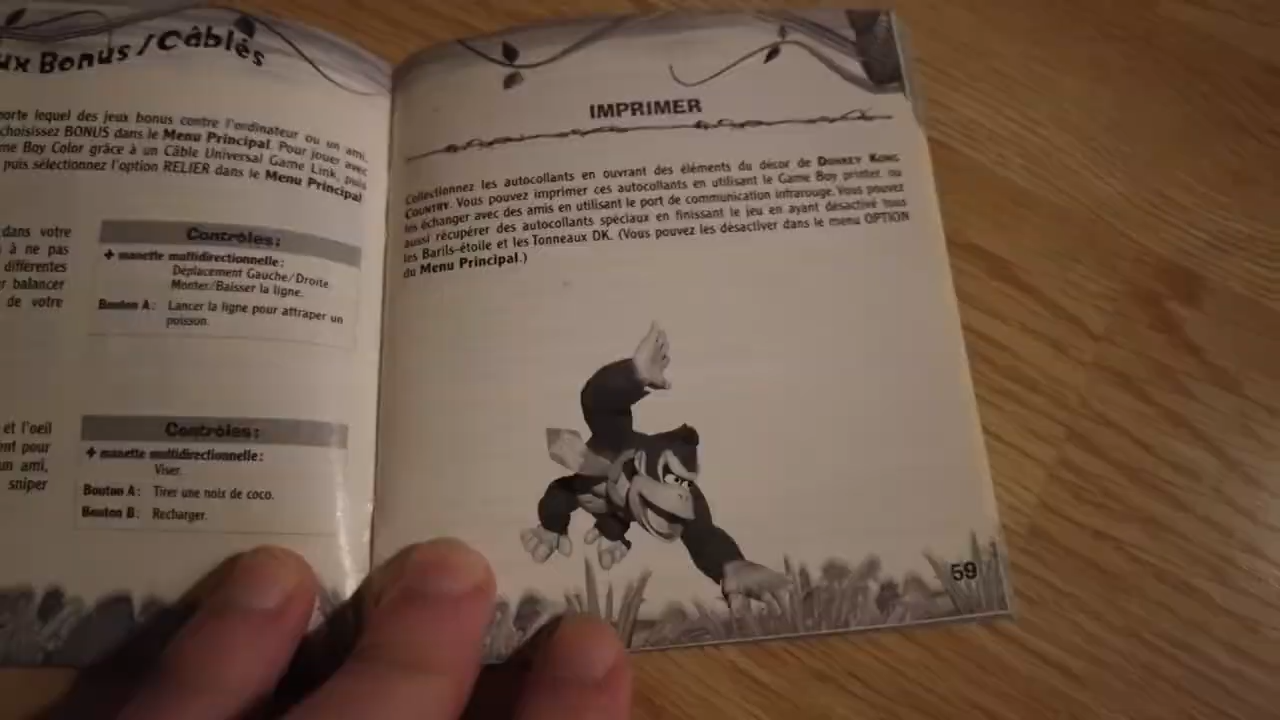 ux Bonus / Câblés
porte lequel des jeux bonus contre l'ordinateur ou un ami,
choisissez BONUS dans le Menu Principal. Pour jouer avec
me Boy Color grâce à un Câble Universal Game Link, puis
puis sélectionnez l'option RELIER dans le Menu Principal
dans votre
à ne pas
différentes
r balancer
de votre
Contrôles:
+ manette multidirectionnelle:
Déplacement Gauche/Droite
Monter/Baisser la ligne.
Bouton A: Lancer la ligne pour attraper un
poisson.
et l'oeil
ent pour
un ami,
sniper
Contrôles:
+ manette multidirectionnelle:
Viser.
Bouton A: Tirer une noix de coco.
Bouton B: Recharger.
IMPRIMER
Collectionnez les autocollants en ouvrant des éléments du décor de DONKEY KONG
COUNTRY. Vous pouvez imprimer ces autocollants en utilisant le Game Boy printer, ou
les échanger avec des amis en utilisant le port de communication infrarouge. Vous pouvez
aussi récupérer des autocollants spéciaux en finissant le jeu en ayant désactivé tous
les Barils-étoile et les Tonneaux DK. (Vous pouvez les désactiver dans le menu OPTION
du Menu Principal.)
59